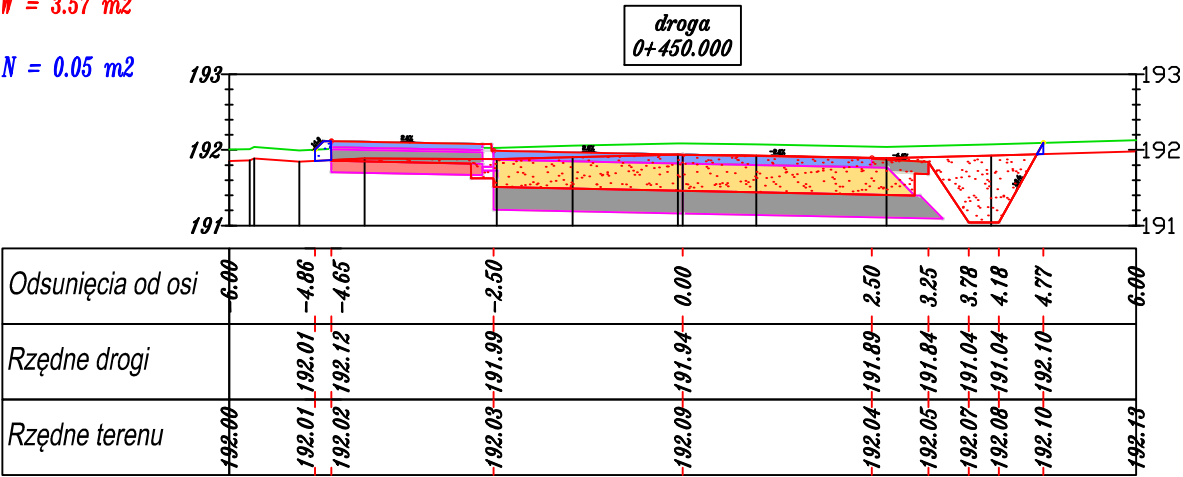 W = 3.57 m2
N = 0.05 m2
droga
0+450.000
193 193
192 192
191 191
Odsunięcia od osi -6.00 -4.86 -4.65 -2.50 0.00 2.50 3.25 3.78 4.18 4.77 6.00
Rzędne drogi 192.01 192.12 191.99 191.94 191.89 191.84 191.04 191.04 192.10
Rzędne terenu 192.00 192.01 192.02 192.03 192.09 192.04 192.05 192.07 192.08 192.10 192.13